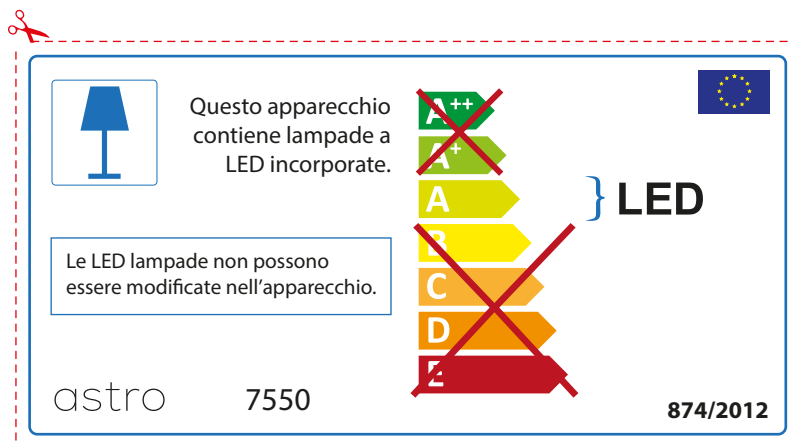 Questo apparecchio
contiene lampade a
LED incorporate.
Le LED lampade non possono
essere modificate nell'apparecchio.
A++
A+
A
B
C
D
E
LED
astro
7550
874/2012